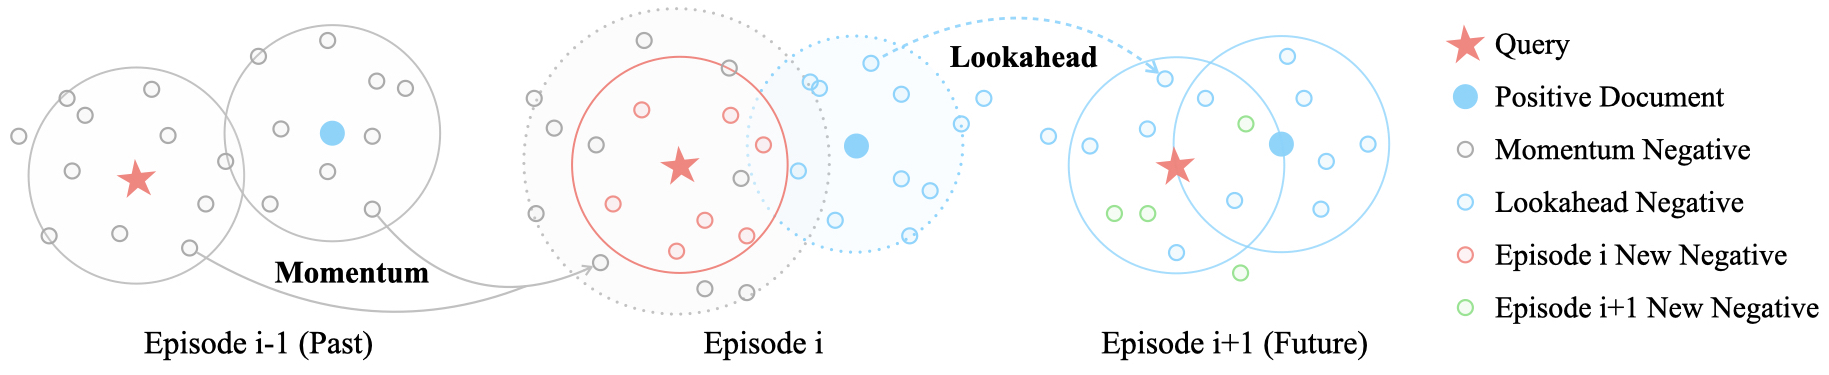 Lookahead
Momentum
Episode i-1 (Past)
Episode i
Episode i+1 (Future)
Query
Positive Document
Momentum Negative
Lookahead Negative
Episode i New Negative
Episode i+1 New Negative